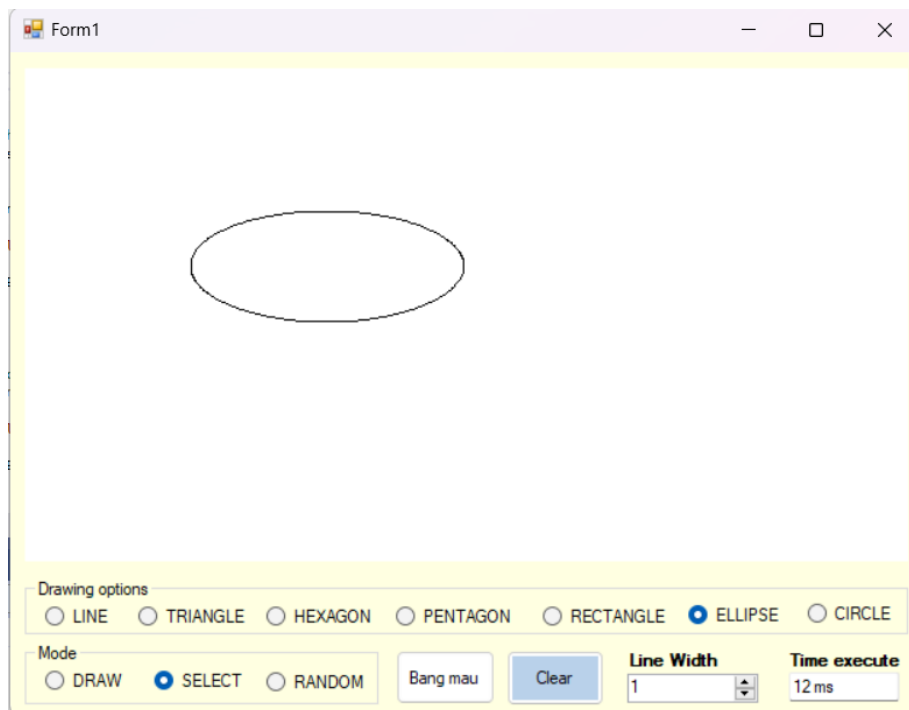 Form1
Drawing options
LINE TRIANGLE HEXAGON PENTAGON RECTANGLE ELLIPSE CIRCLE
Mode
DRAW SELECT RANDOM
Bang mau
Clear
Line Width
1
Time execute
12 ms